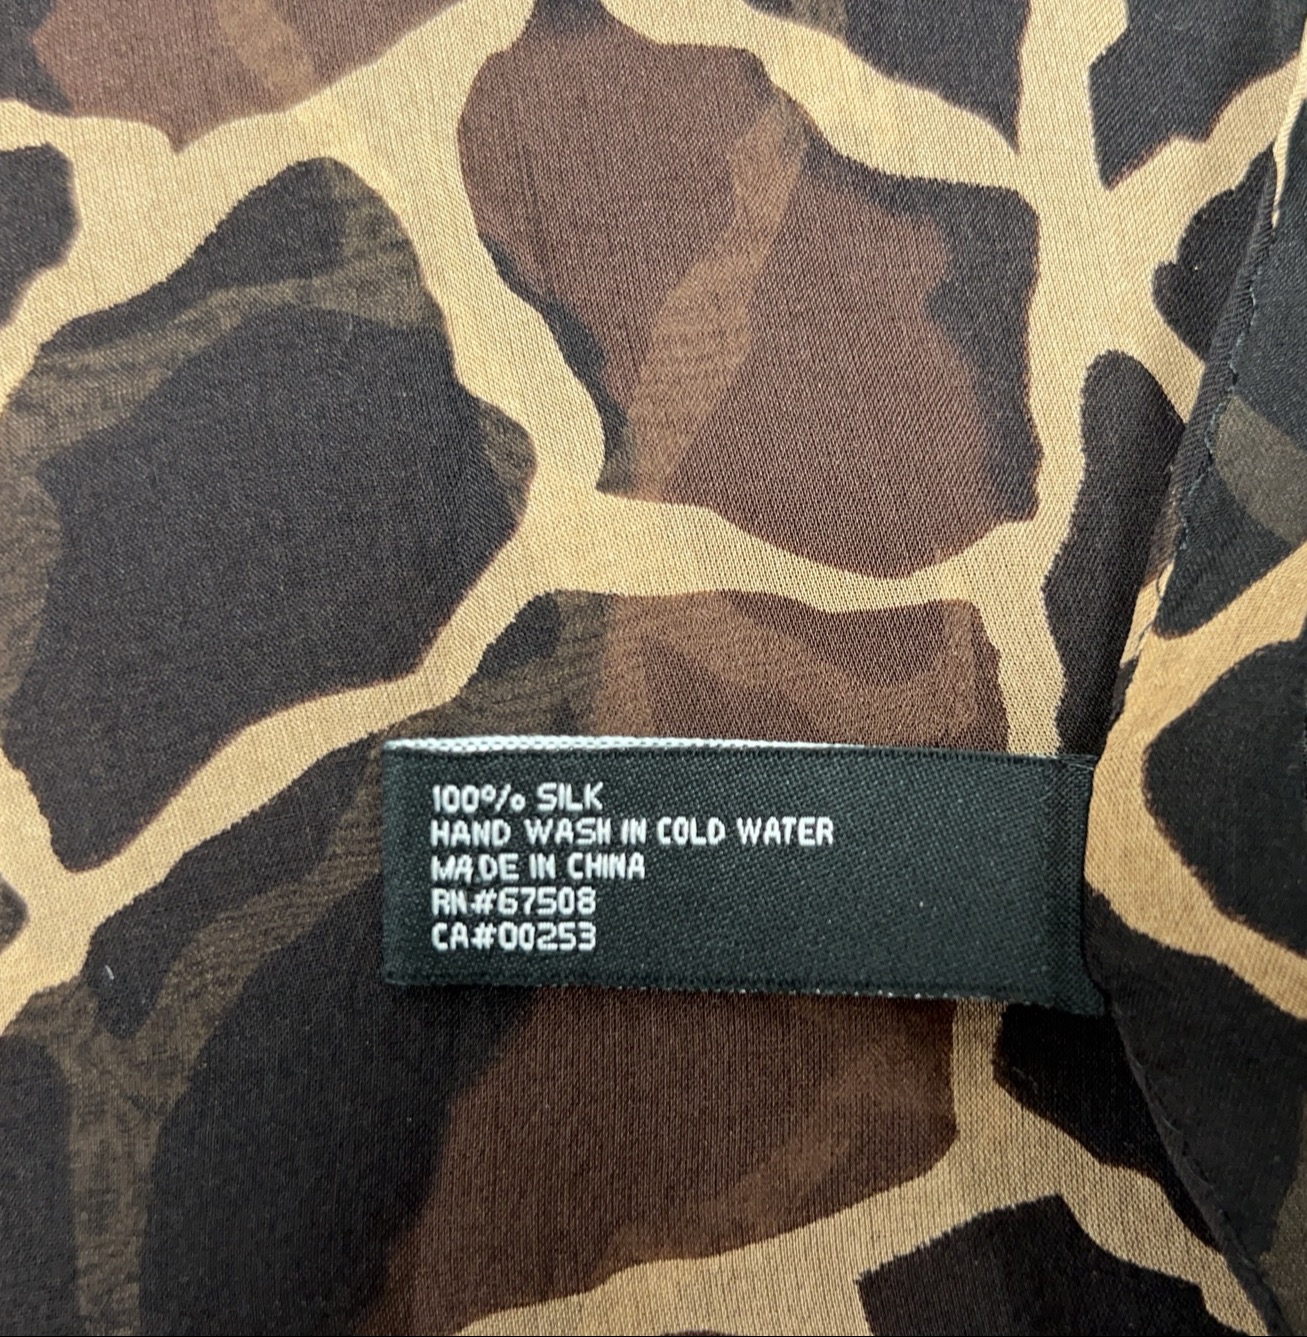 100% SILK
HAND WASH IN COLD WATER
MADE IN CHINA
RN#67508
CA#00253